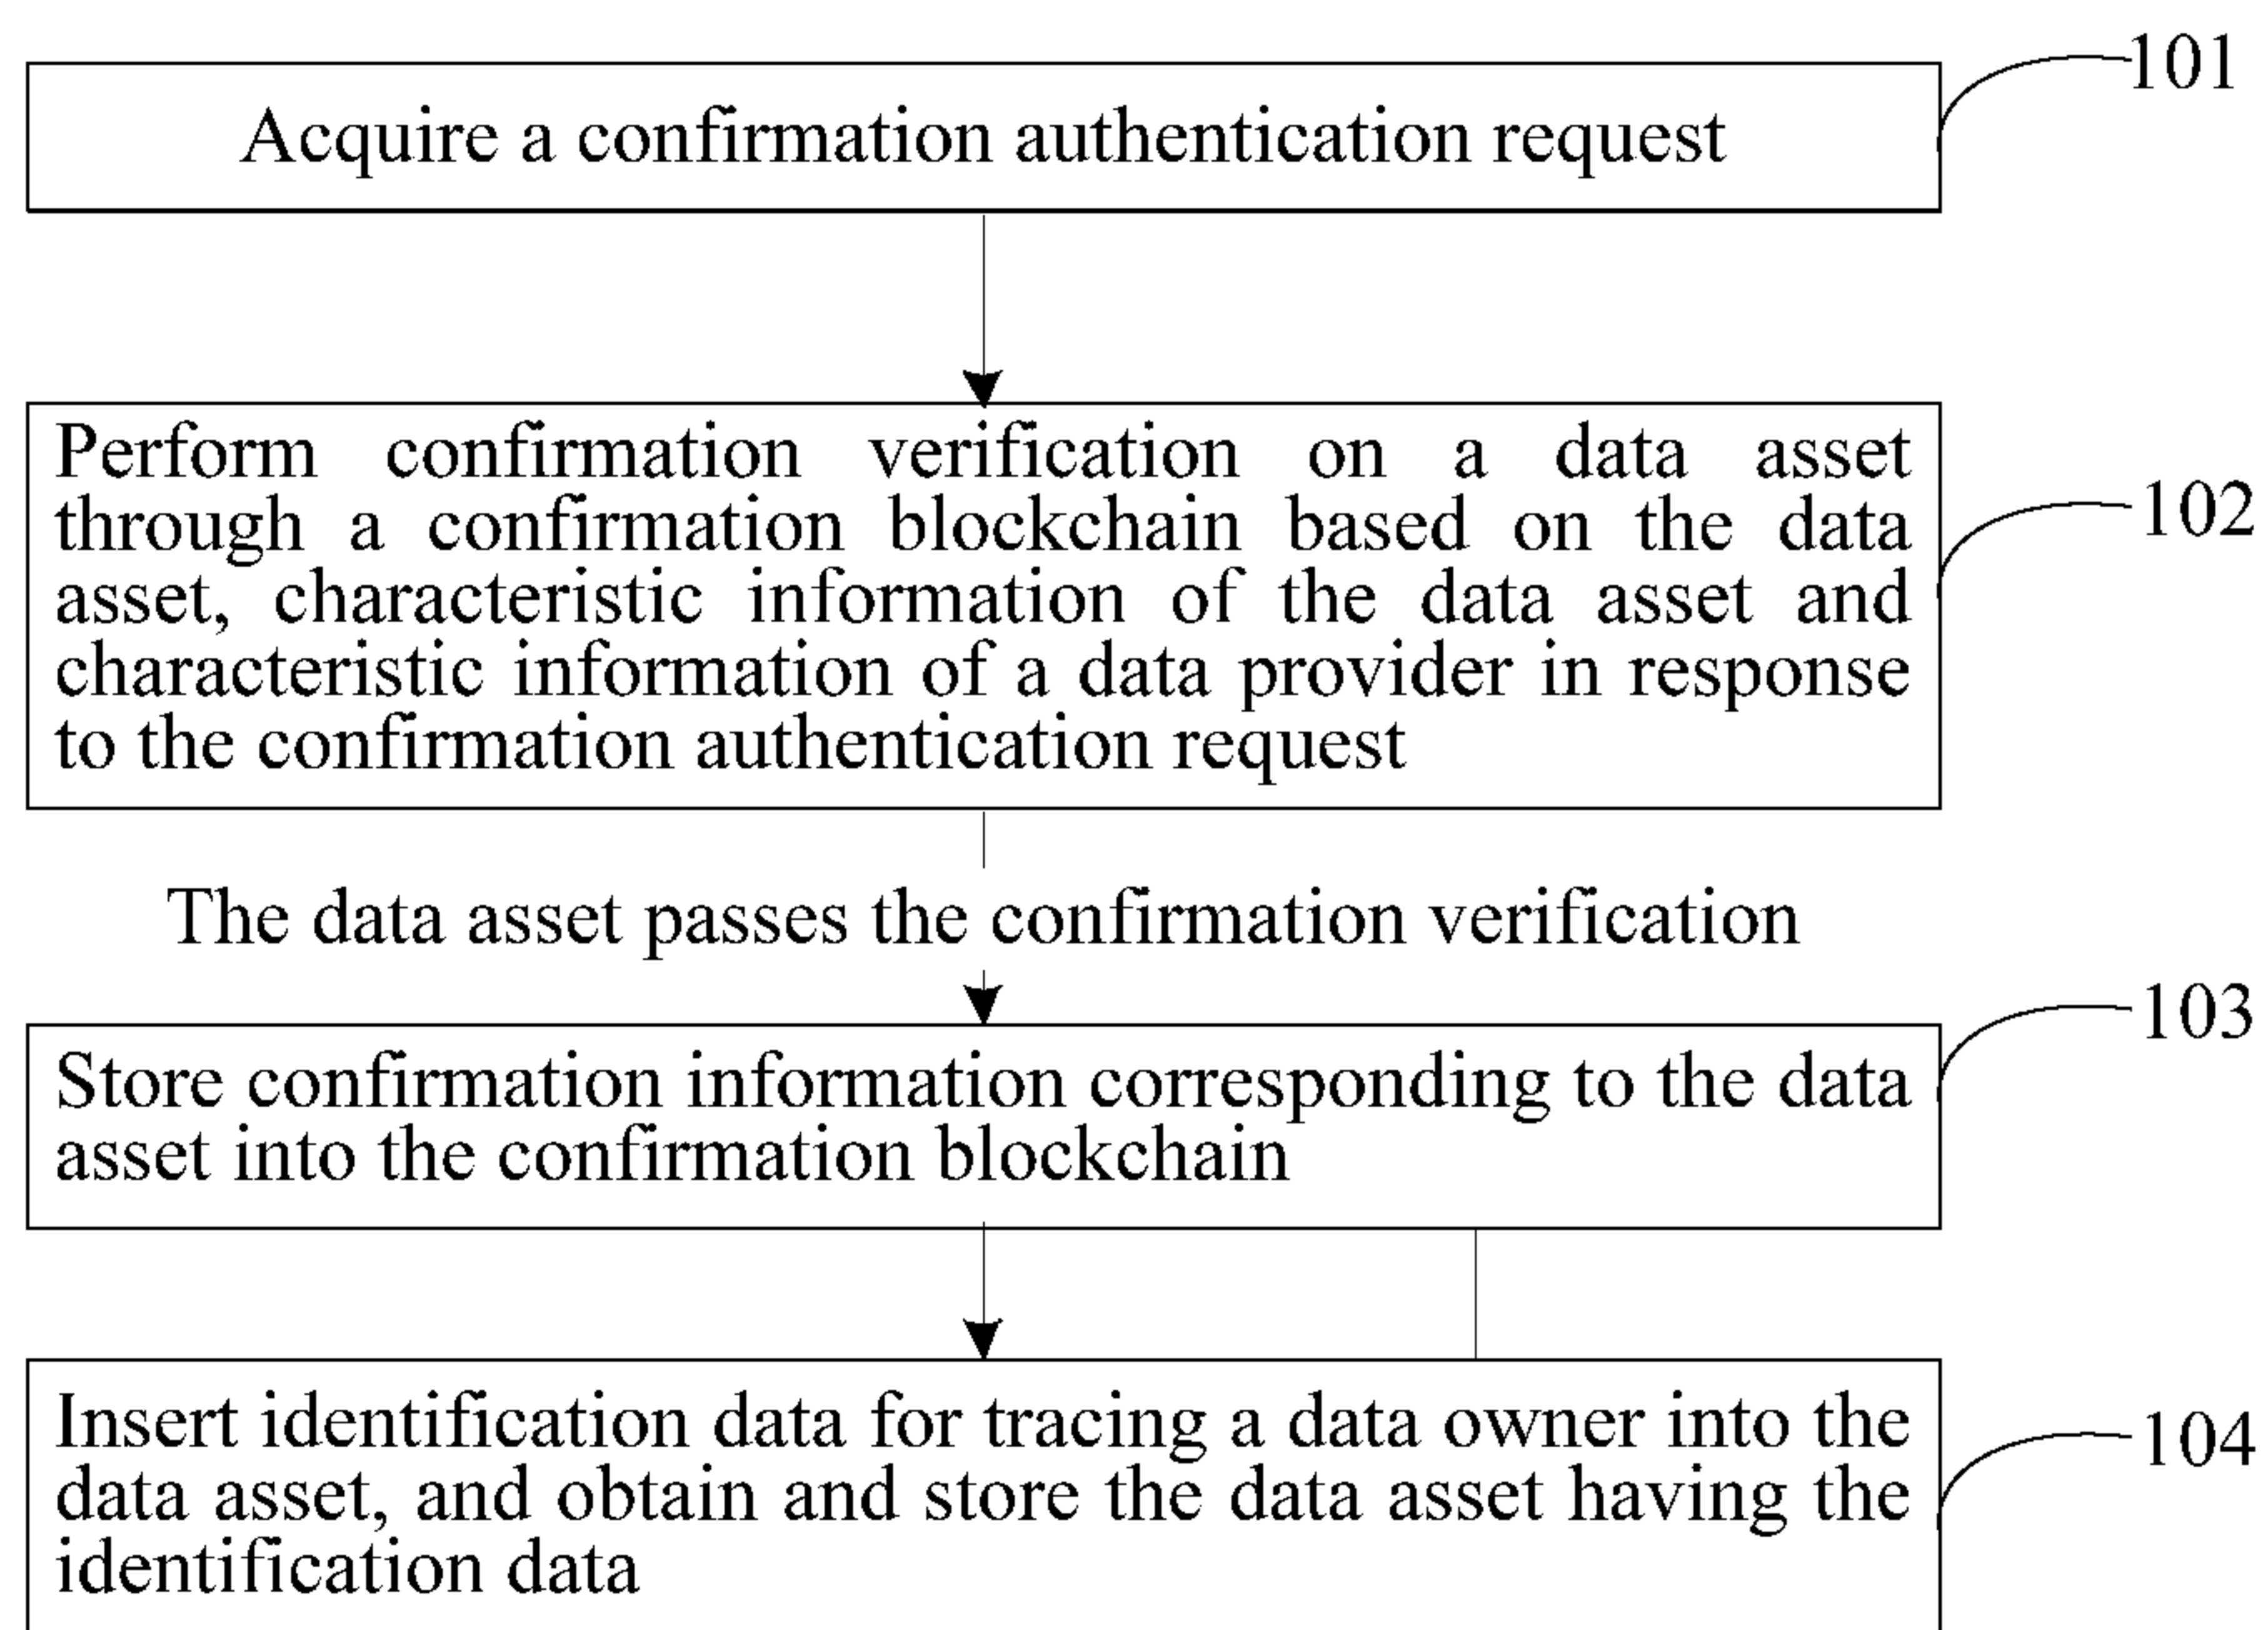 101
Acquire a confirmation authentication request
Perform confirmation verification on a data asset
through a confirmation blockchain based on the data
asset, characteristic information of the data asset and
characteristic information of a data provider in response
to the confirmation authentication request
102
The data asset passes the confirmation verification
103
Store confirmation information corresponding to the data
asset into the confirmation blockchain
Insert identification data for tracing a data owner into the
data asset, and obtain and store the data asset having the
identification data
104